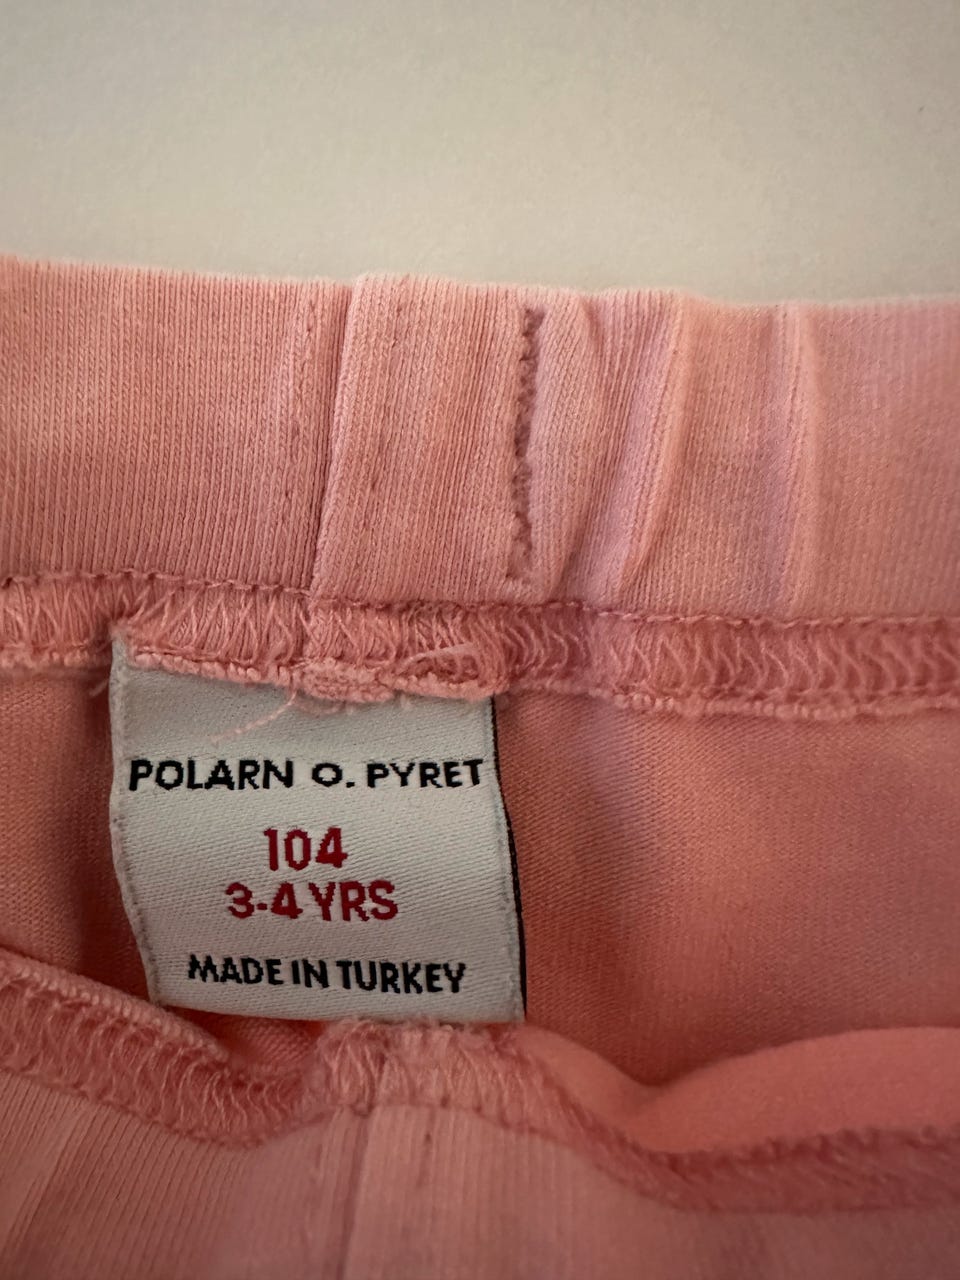 POLARN O. PYRET
104
3-4 YRS
MADE IN TURKEY